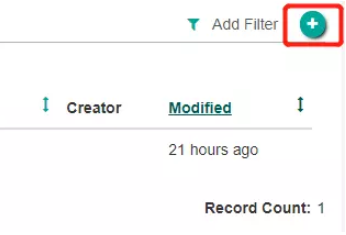 Add Filter
Creator Modified
21 hours ago
Record Count: 1